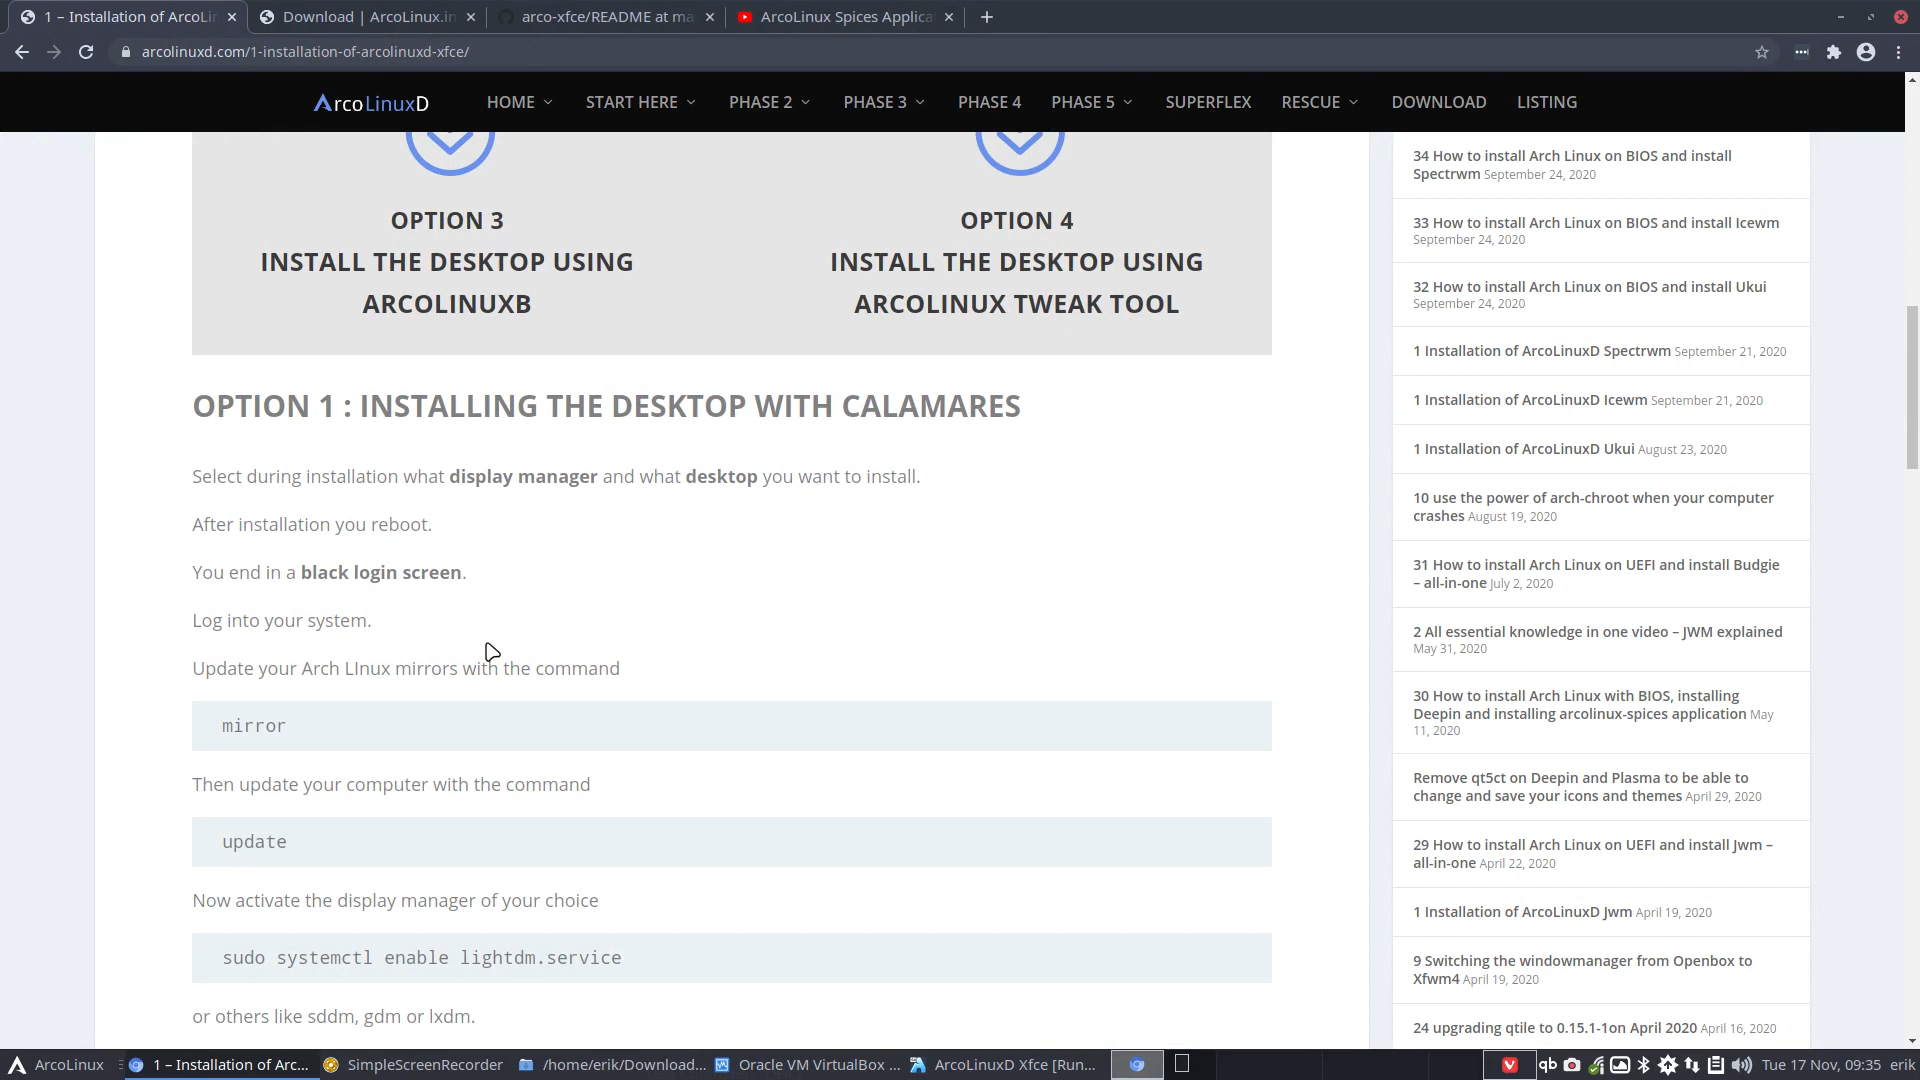 1 – Installation of ArcoLin
Download | ArcoLinux.in
arco-xfce/README at ma
ArcoLinux Spices Applica
arcolinuxd.com/1-installation-of-arcolinuxd-xfce/
ArcoLinuxD
HOME
START HERE
PHASE 2
PHASE 3
PHASE 4
PHASE 5
SUPERFLEX
RESCUE
DOWNLOAD
LISTING
OPTION 3
INSTALL THE DESKTOP USING
ARCOLINUXB
OPTION 4
INSTALL THE DESKTOP USING
ARCOLINUX TWEAK TOOL
OPTION 1 : INSTALLING THE DESKTOP WITH CALAMARES
Select during installation what display manager and what desktop you want to install.
After installation you reboot.
You end in a black login screen.
Log into your system.
Update your Arch LInux mirrors with the command
mirror
Then update your computer with the command
update
Now activate the display manager of your choice
sudo systemctl enable lightdm.service
or others like sddm, gdm or lxdm.
34 How to install Arch Linux on BIOS and install
Spectrwm September 24, 2020
33 How to install Arch Linux on BIOS and install Icewm
September 24, 2020
32 How to install Arch Linux on BIOS and install Ukui
September 24, 2020
1 Installation of ArcoLinuxD Spectrwm September 21, 2020
1 Installation of ArcoLinuxD Icewm September 21, 2020
1 Installation of ArcoLinuxD Ukui August 23, 2020
10 use the power of arch-chroot when your computer
crashes August 19, 2020
31 How to install Arch Linux on UEFI and install Budgie
– all-in-one July 2, 2020
2 All essential knowledge in one video – JWM explained
May 31, 2020
30 How to install Arch Linux with BIOS, installing
Deepin and installing arcolinux-spices application May
11, 2020
Remove qt5ct on Deepin and Plasma to be able to
change and save your icons and themes April 29, 2020
29 How to install Arch Linux on UEFI and install Jwm –
all-in-one April 22, 2020
1 Installation of ArcoLinuxD Jwm April 19, 2020
9 Switching the windowmanager from Openbox to
Xfwm4 April 19, 2020
24 upgrading qtile to 0.15.1-1on April 2020 April 16, 2020
ArcoLinux
1 – Installation of Arc...
SimpleScreenRecorder
/home/erik/Download...
Oracle VM VirtualBox ...
ArcoLinuxD Xfce [Run...
qb
Tue 17 Nov, 09:35
erik